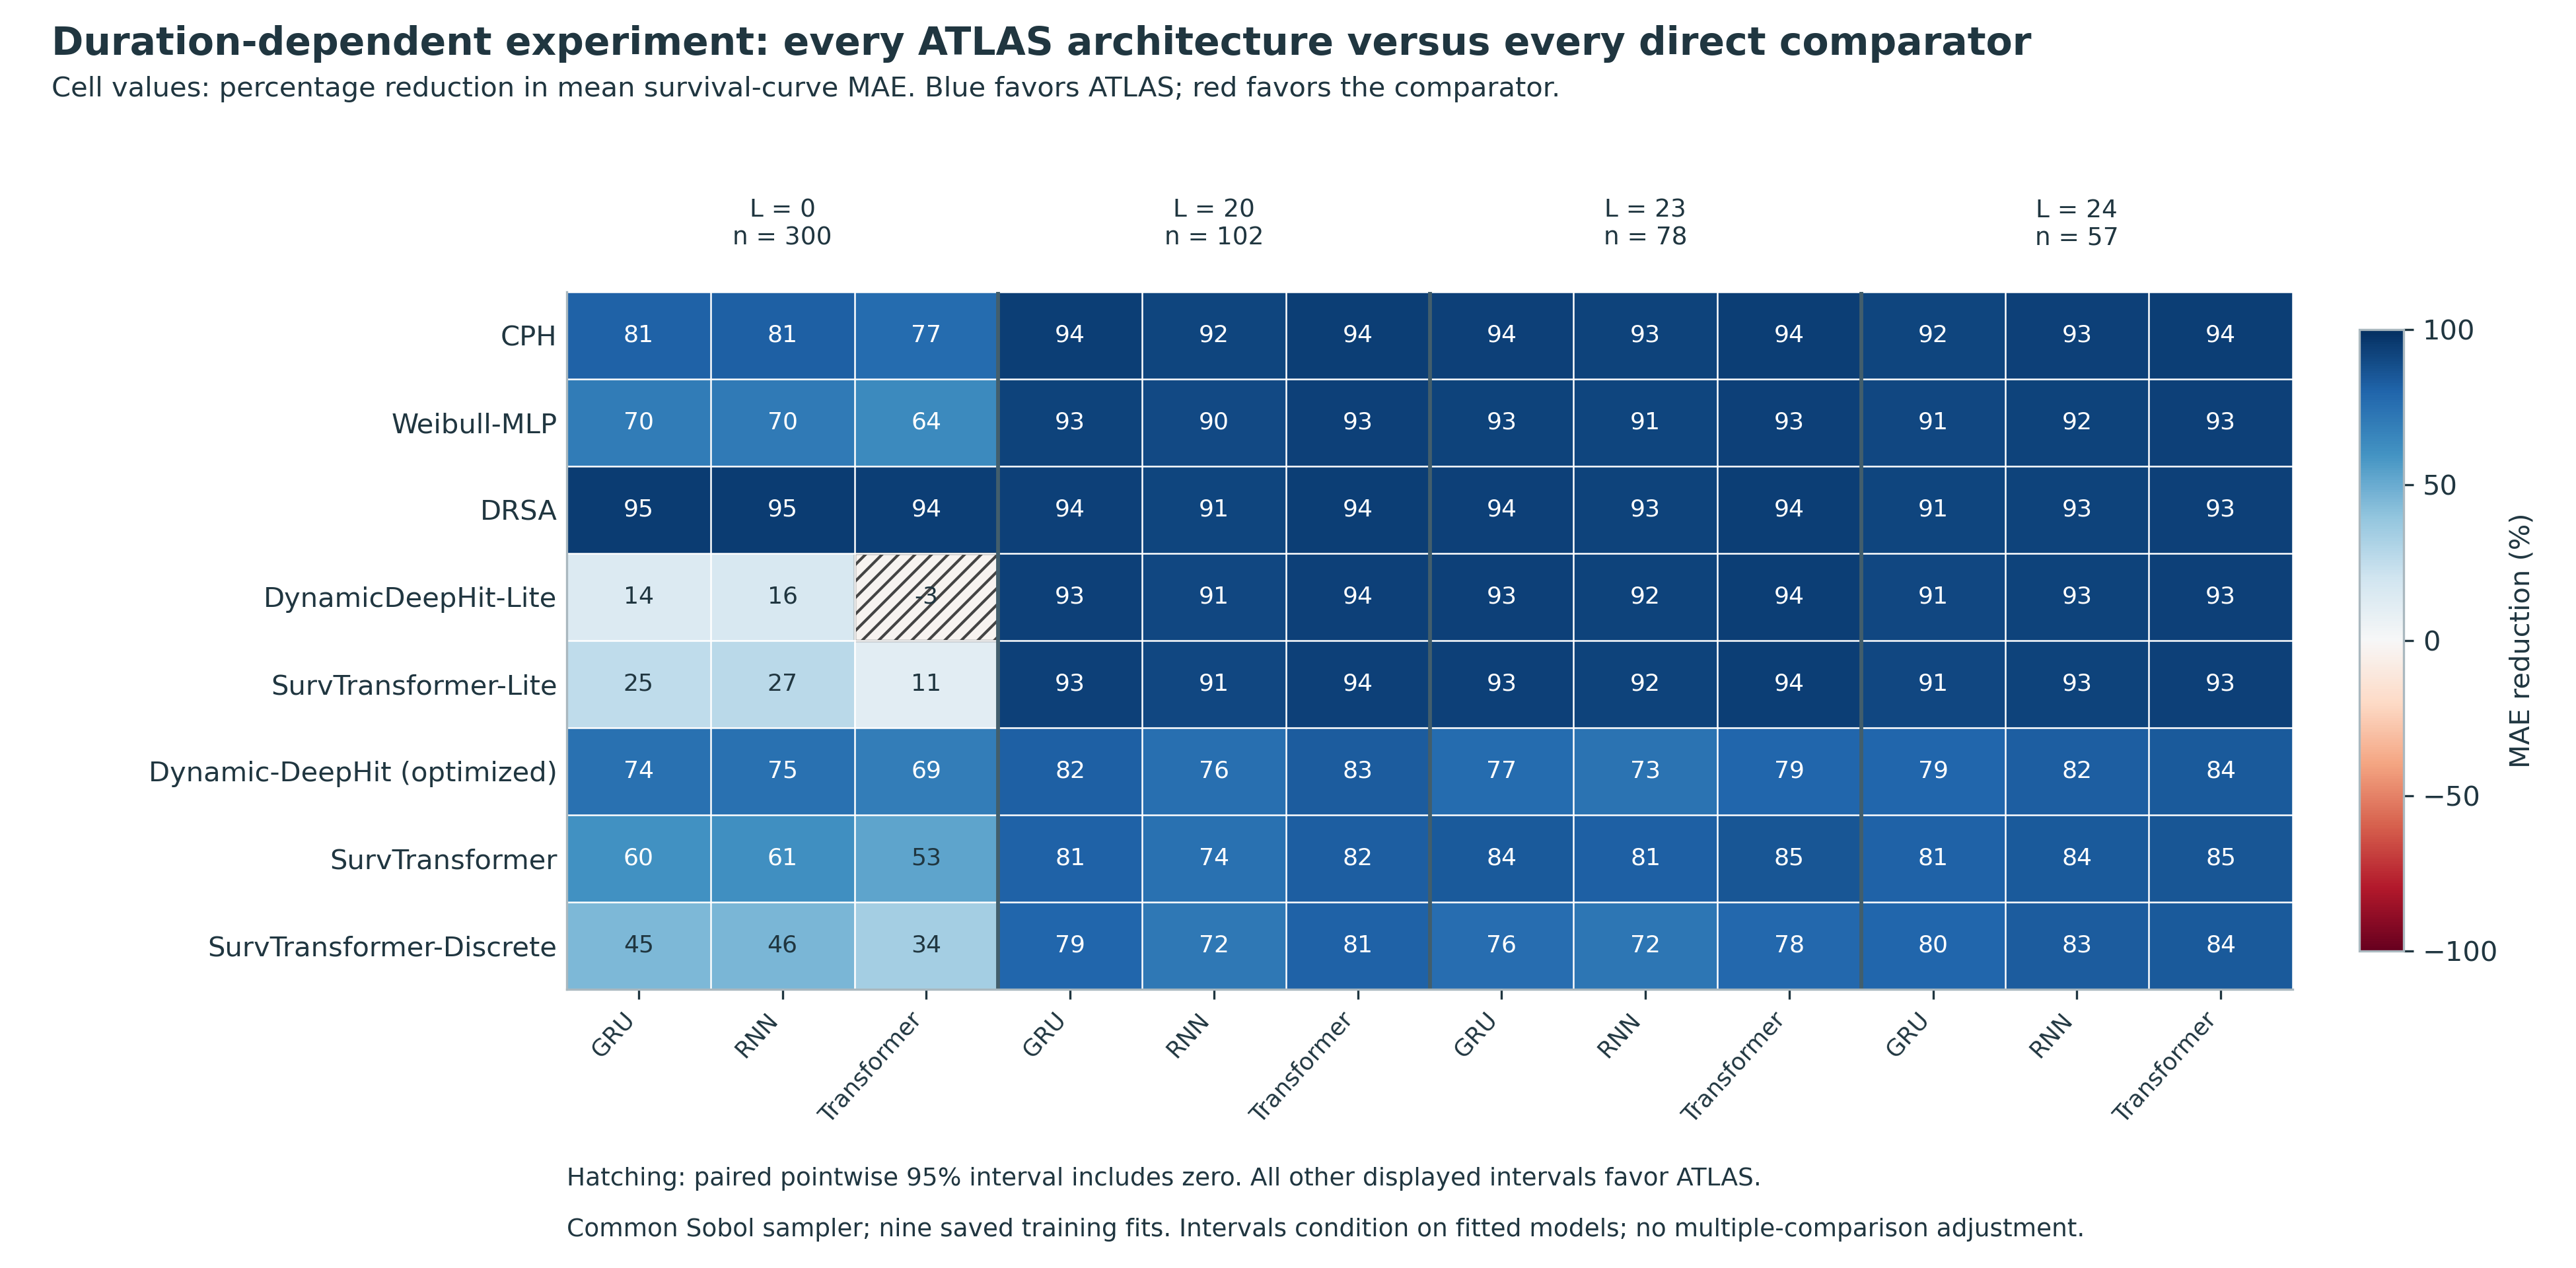 Duration-dependent experiment: every ATLAS architecture versus every direct comparator
Cell values: percentage reduction in mean survival-curve MAE. Blue favors ATLAS; red favors the comparator.
L = 0 L = 20 L = 23 L = 24
n = 300 n = 102 n = 78 n = 57
CPH 81 81 77 94 92 94 94 93 94 92 93 94
Weibull-MLP 70 70 64 93 90 93 93 91 93 91 92 93
DRSA 95 95 94 94 91 94 94 93 94 91 93 93
DynamicDeepHit-Lite 14 16 -3 93 91 94 93 92 94 91 93 93
SurvTransformer-Lite 25 27 11 93 91 94 93 92 94 91 93 93
Dynamic-DeepHit (optimized) 74 75 69 82 76 83 77 73 79 79 82 84
SurvTransformer 60 61 53 81 74 82 84 81 85 81 84 85
SurvTransformer-Discrete 45 46 34 79 72 81 76 72 78 80 83 84
GRU RNN Transformer GRU RNN Transformer GRU RNN Transformer GRU RNN Transformer
100
50
0
−50
−100
MAE reduction (%)
Hatching: paired pointwise 95% interval includes zero. All other displayed intervals favor ATLAS.
Common Sobol sampler; nine saved training fits. Intervals condition on fitted models; no multiple-comparison adjustment.